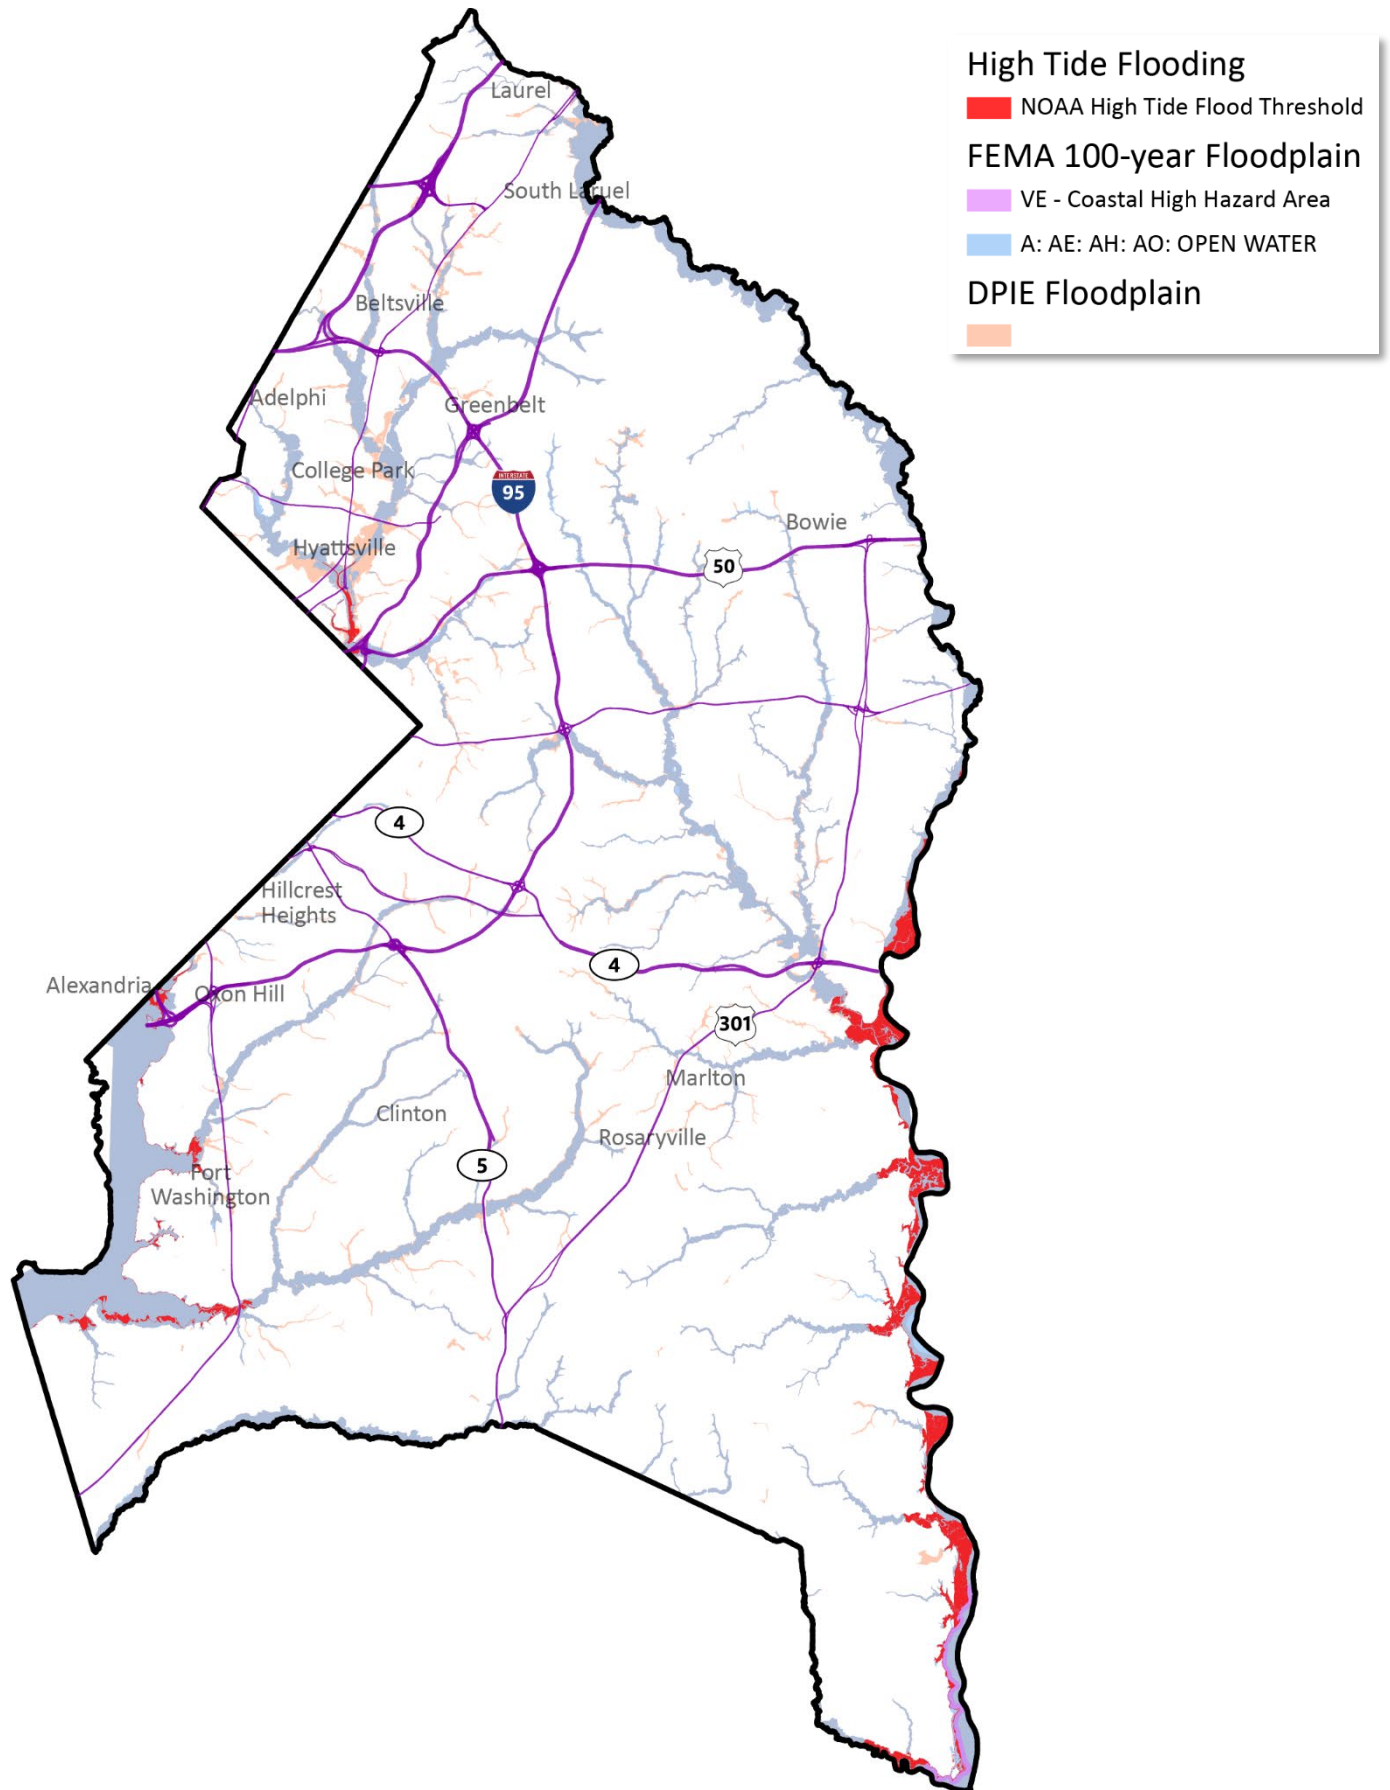 High Tide Flooding
NOAA High Tide Flood Threshold
FEMA 100-year Floodplain
VE - Coastal High Hazard Area
A: AE: AH: AO: OPEN WATER
DPIE Floodplain
Laurel
South Laruel
Beltsville
Adelphi
Greenbelt
College Park
INTERSTATE
95
Bowie
Hyattsville
50
4
Hillcrest
Heights
4
Alexandria
Oxon Hill
301
Marlton
Clinton
Rosaryville
5
Fort
Washington